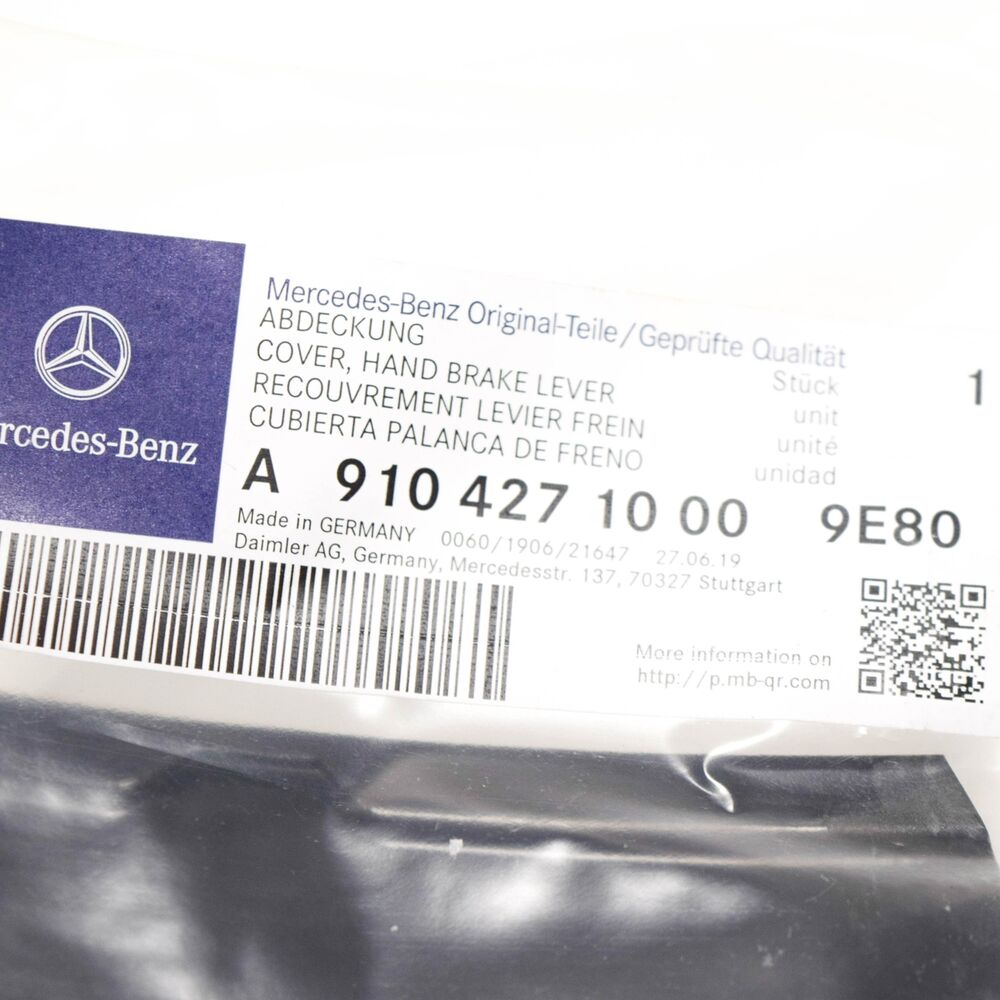 rcedes-Benz
Mercedes-Benz Original-Teile/Geprüfte Qualität
ABDECKUNG Stück 1
COVER, HAND BRAKE LEVER unit
RECOUVREMENT LEVIER FREIN unité
CUBIERTA PALANCA DE FRENO unidad
A 910 427 10 00 9E80
Made in GERMANY 0060/1906/21647 27.06.19
Daimler AG, Germany, Mercedesstr. 137, 70327 Stuttgart
More information on
http://p.mb-qr.com